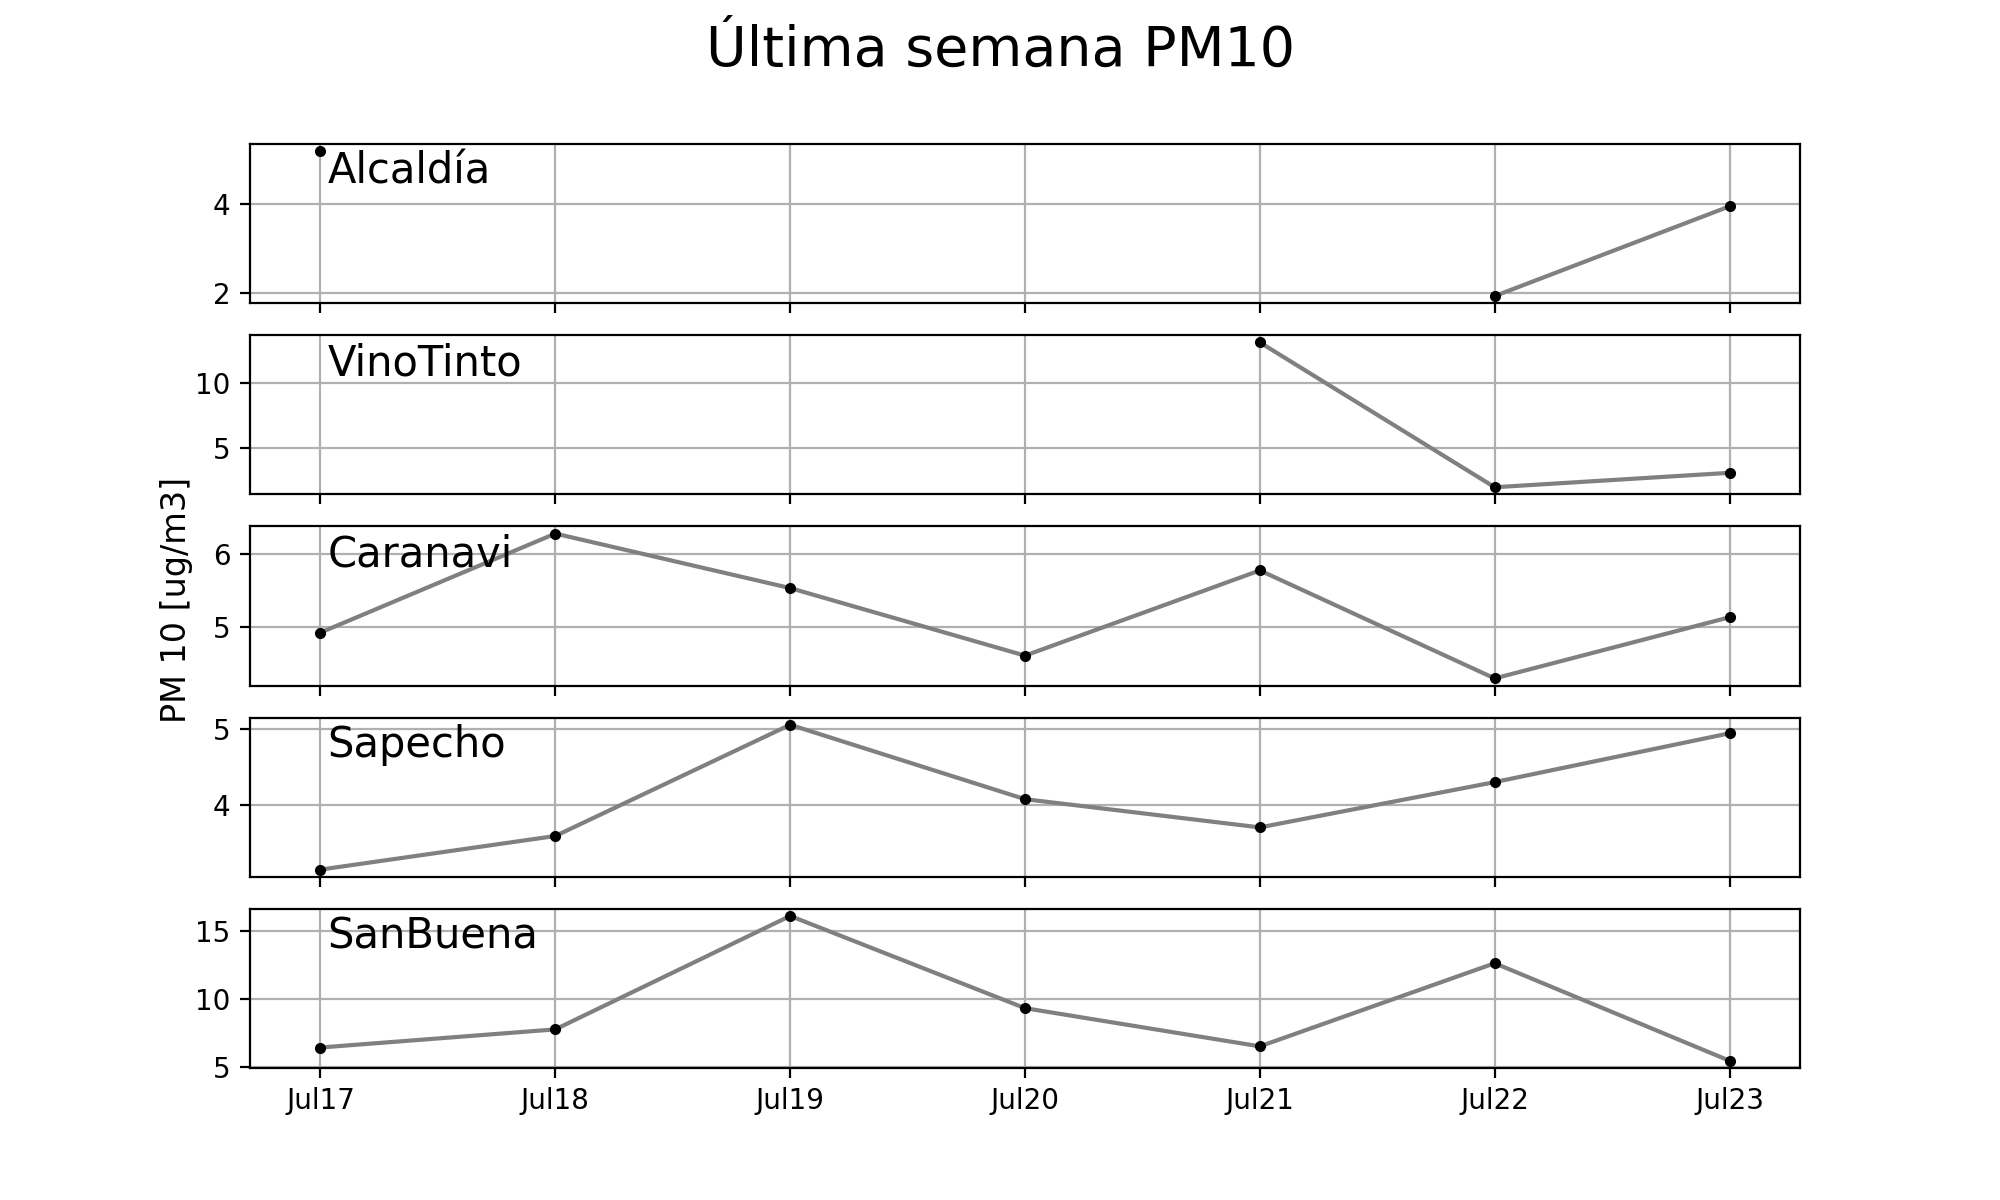 Última semana PM10
Alcaldía
4
2
VinoTinto
10
5
PM 10 [ug/m3]
Caranavi
6
5
Sapecho
5
4
SanBuena
15
10
5
Jul17 Jul18 Jul19 Jul20 Jul21 Jul22 Jul23